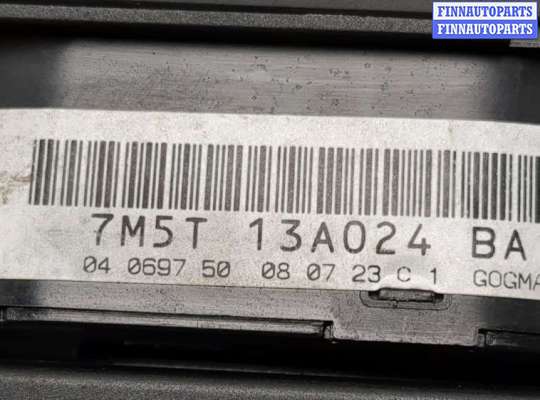 FINNAUTOPARTS
FINNAUTOPARTS
7M5T 13A024 BA
04 0697 50 08 07 23 C 1 GOGMA